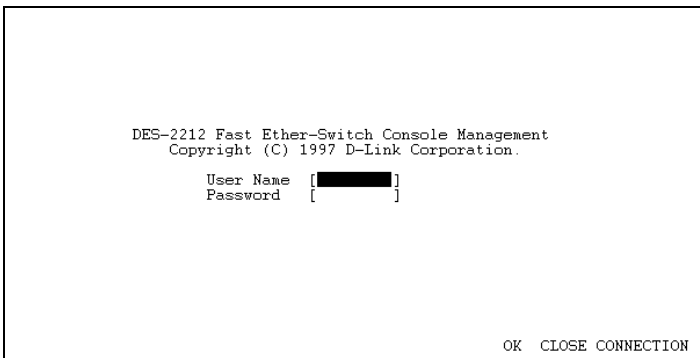 DES-2212 Fast Ether-Switch Console Management
Copyright (C) 1997 D-Link Corporation.
User Name [ ]
Password [ ]
OK CLOSE CONNECTION